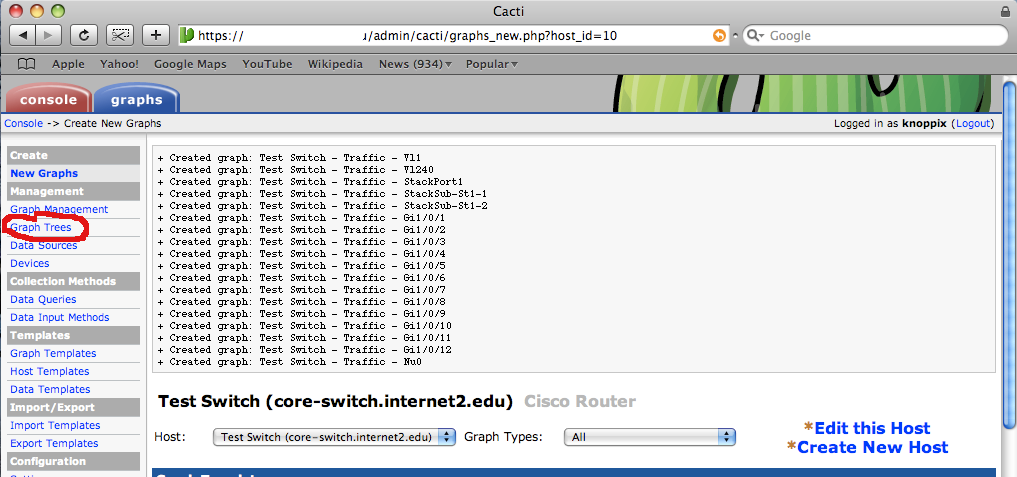 Cacti
https:// /admin/cacti/graphs_new.php?host_id=10
Google
Apple Yahoo! Google Maps YouTube Wikipedia News (934) Popular
console graphs
Console -> Create New Graphs
Logged in as knoppix (Logout)
Create
New Graphs
Management
Graph Management
Graph Trees
Data Sources
Devices
Collection Methods
Data Queries
Data Input Methods
Templates
Graph Templates
Host Templates
Data Templates
Import/Export
Import Templates
Export Templates
Configuration
+ Created graph: Test Switch - Traffic - Vl1
+ Created graph: Test Switch - Traffic - Vl240
+ Created graph: Test Switch - Traffic - StackPort1
+ Created graph: Test Switch - Traffic - StackSub-St1-1
+ Created graph: Test Switch - Traffic - StackSub-St1-2
+ Created graph: Test Switch - Traffic - Gi1/0/1
+ Created graph: Test Switch - Traffic - Gi1/0/2
+ Created graph: Test Switch - Traffic - Gi1/0/3
+ Created graph: Test Switch - Traffic - Gi1/0/4
+ Created graph: Test Switch - Traffic - Gi1/0/5
+ Created graph: Test Switch - Traffic - Gi1/0/6
+ Created graph: Test Switch - Traffic - Gi1/0/7
+ Created graph: Test Switch - Traffic - Gi1/0/8
+ Created graph: Test Switch - Traffic - Gi1/0/9
+ Created graph: Test Switch - Traffic - Gi1/0/10
+ Created graph: Test Switch - Traffic - Gi1/0/11
+ Created graph: Test Switch - Traffic - Gi1/0/12
+ Created graph: Test Switch - Traffic - Nu0
Test Switch (core-switch.internet2.edu) Cisco Router
Host: Test Switch (core-switch.internet2.edu) Graph Types: All
*Edit this Host
*Create New Host